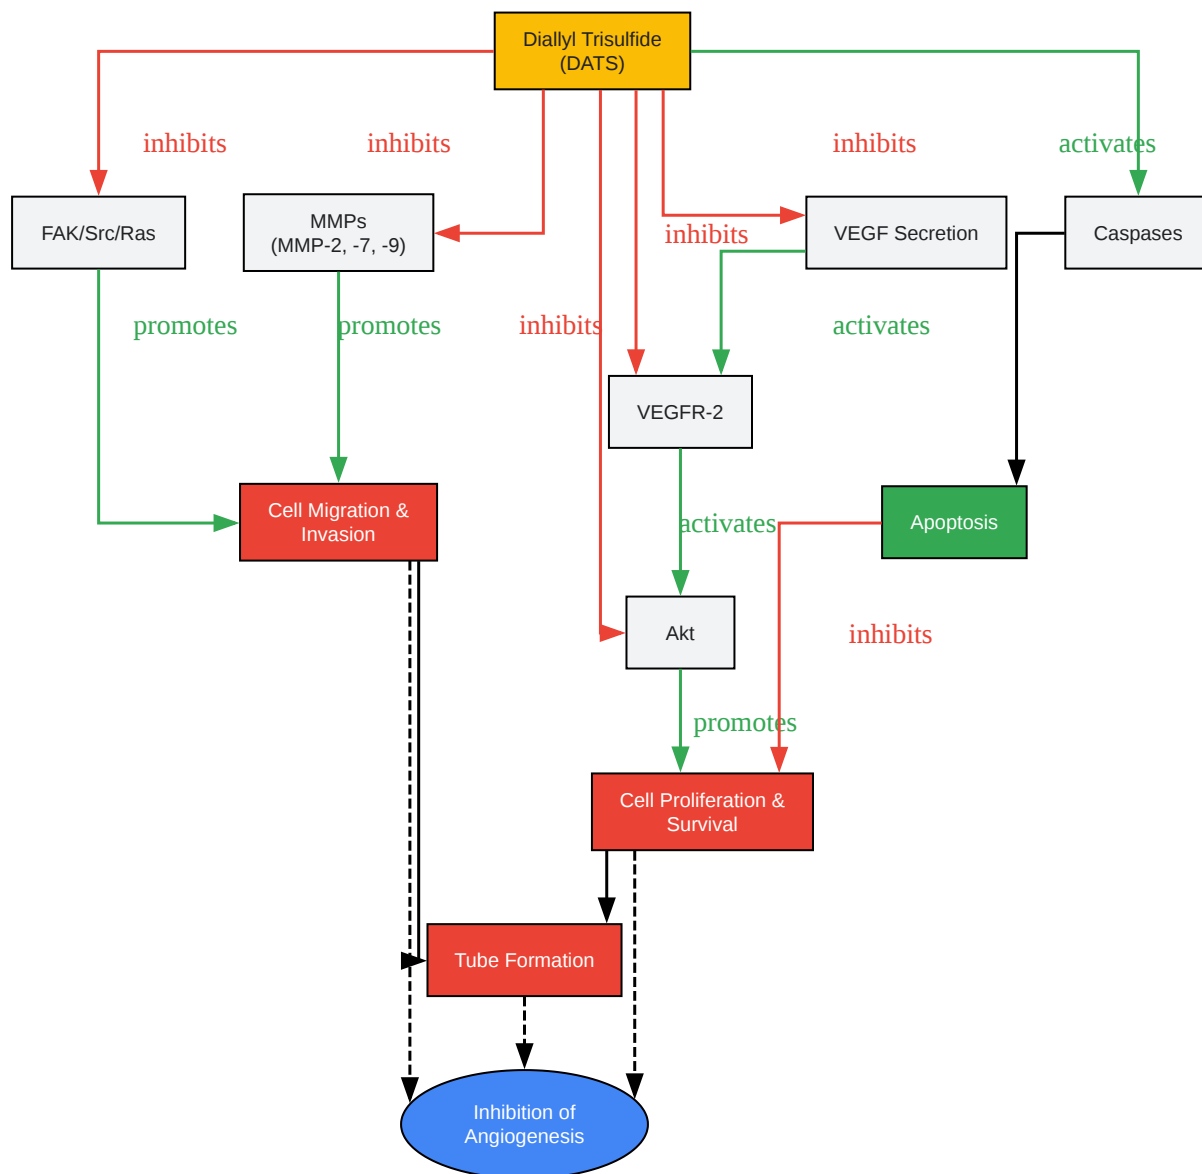 Diallyl Trisulfide
(DATS)
inhibits
inhibits
inhibits
activates
FAK/Src/Ras
MMPs
(MMP-2, -7, -9)
inhibits
VEGF Secretion
Caspases
promotes
promotes
inhibits
activates
VEGFR-2
Cell Migration &
Invasion
activates
Apoptosis
Akt
inhibits
promotes
Cell Proliferation &
Survival
Tube Formation
Inhibition of
Angiogenesis